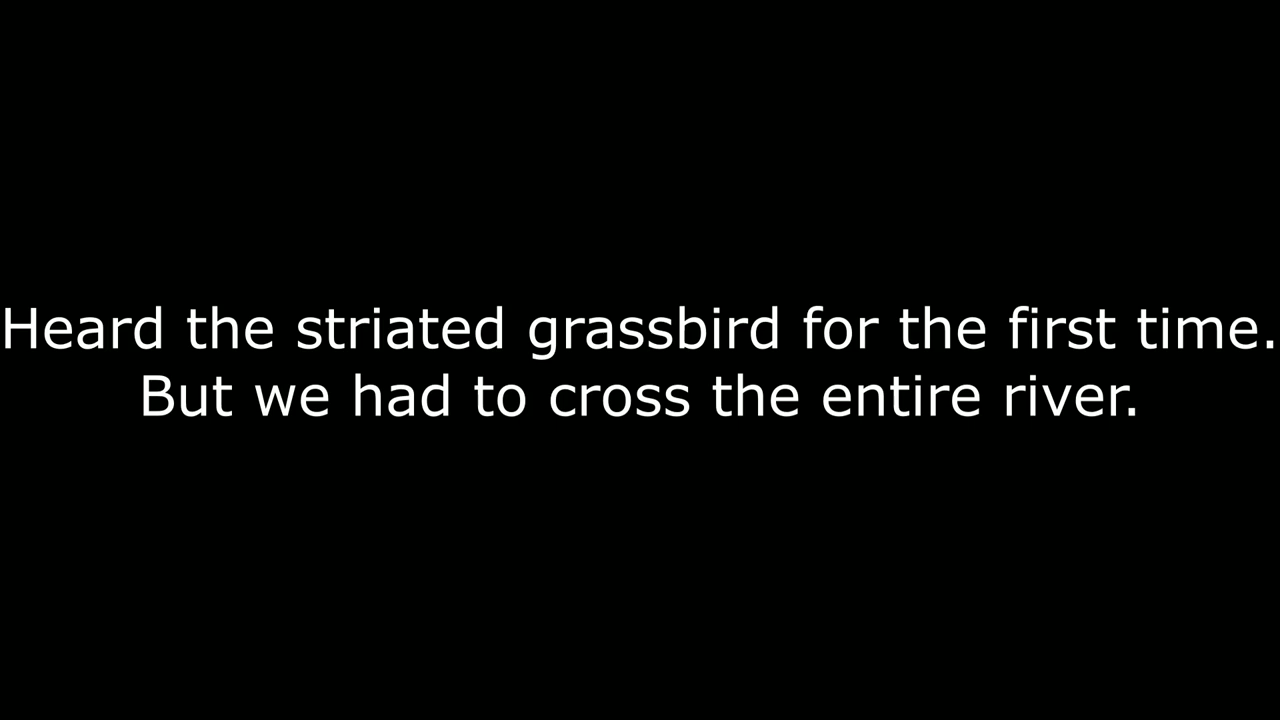 Heard the striated grassbird for the first time.
But we had to cross the entire river.